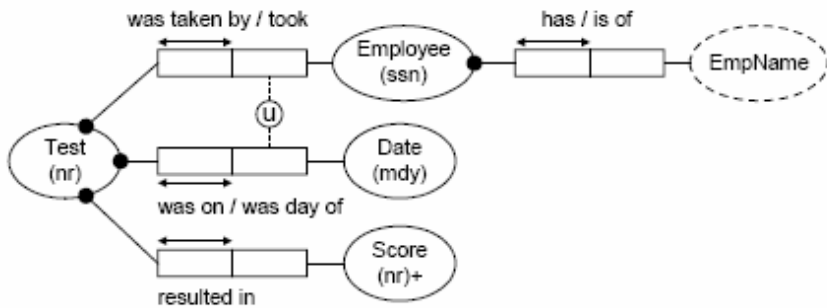 was taken by / took
has / is of
Employee
(ssn)
EmpName
u
Test
(nr)
Date
(mdy)
was on / was day of
Score
(nr)+
resulted in